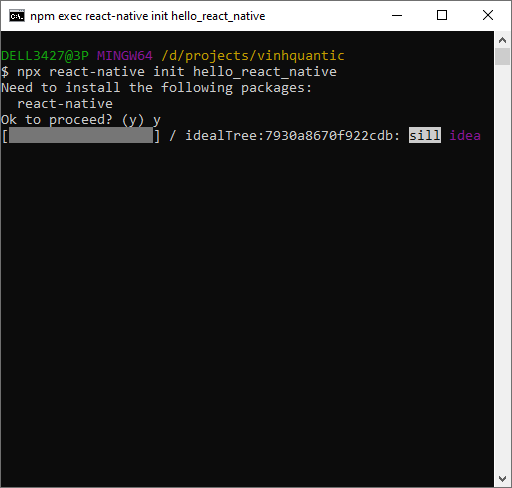 npm exec react-native init hello_react_native
DELL3427@3P MINGW64 /d/projects/vinhquantic
$ npx react-native init hello_react_native
Need to install the following packages:
  react-native
Ok to proceed? (y) y
[                  ] / idealTree:7930a8670f922cdb: sill idea